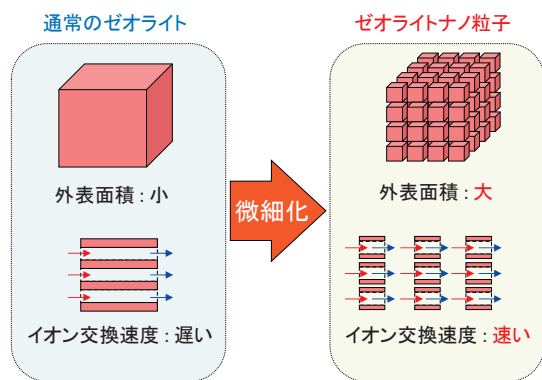 通常のゼオライト
外表面積：小
イオン交換速度：遅い
微細化
ゼオライトナノ粒子
外表面積：大
イオン交換速度：速い